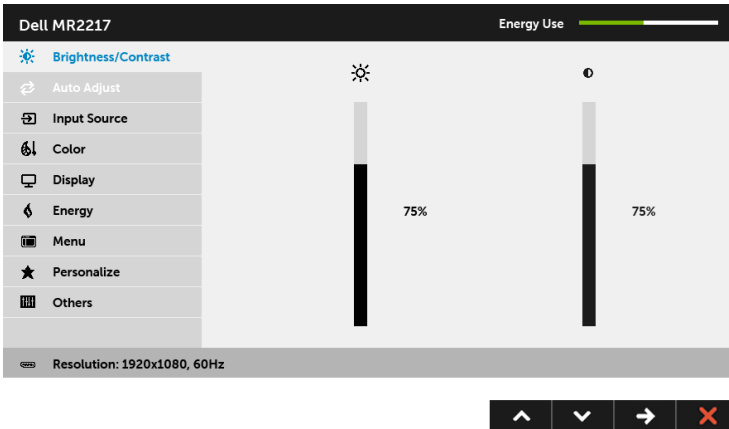 Dell MR2217
Energy Use
Brightness/Contrast
Auto Adjust
Input Source
Color
Display
Energy
Menu
Personalize
Others
75%
75%
Resolution: 1920x1080, 60Hz